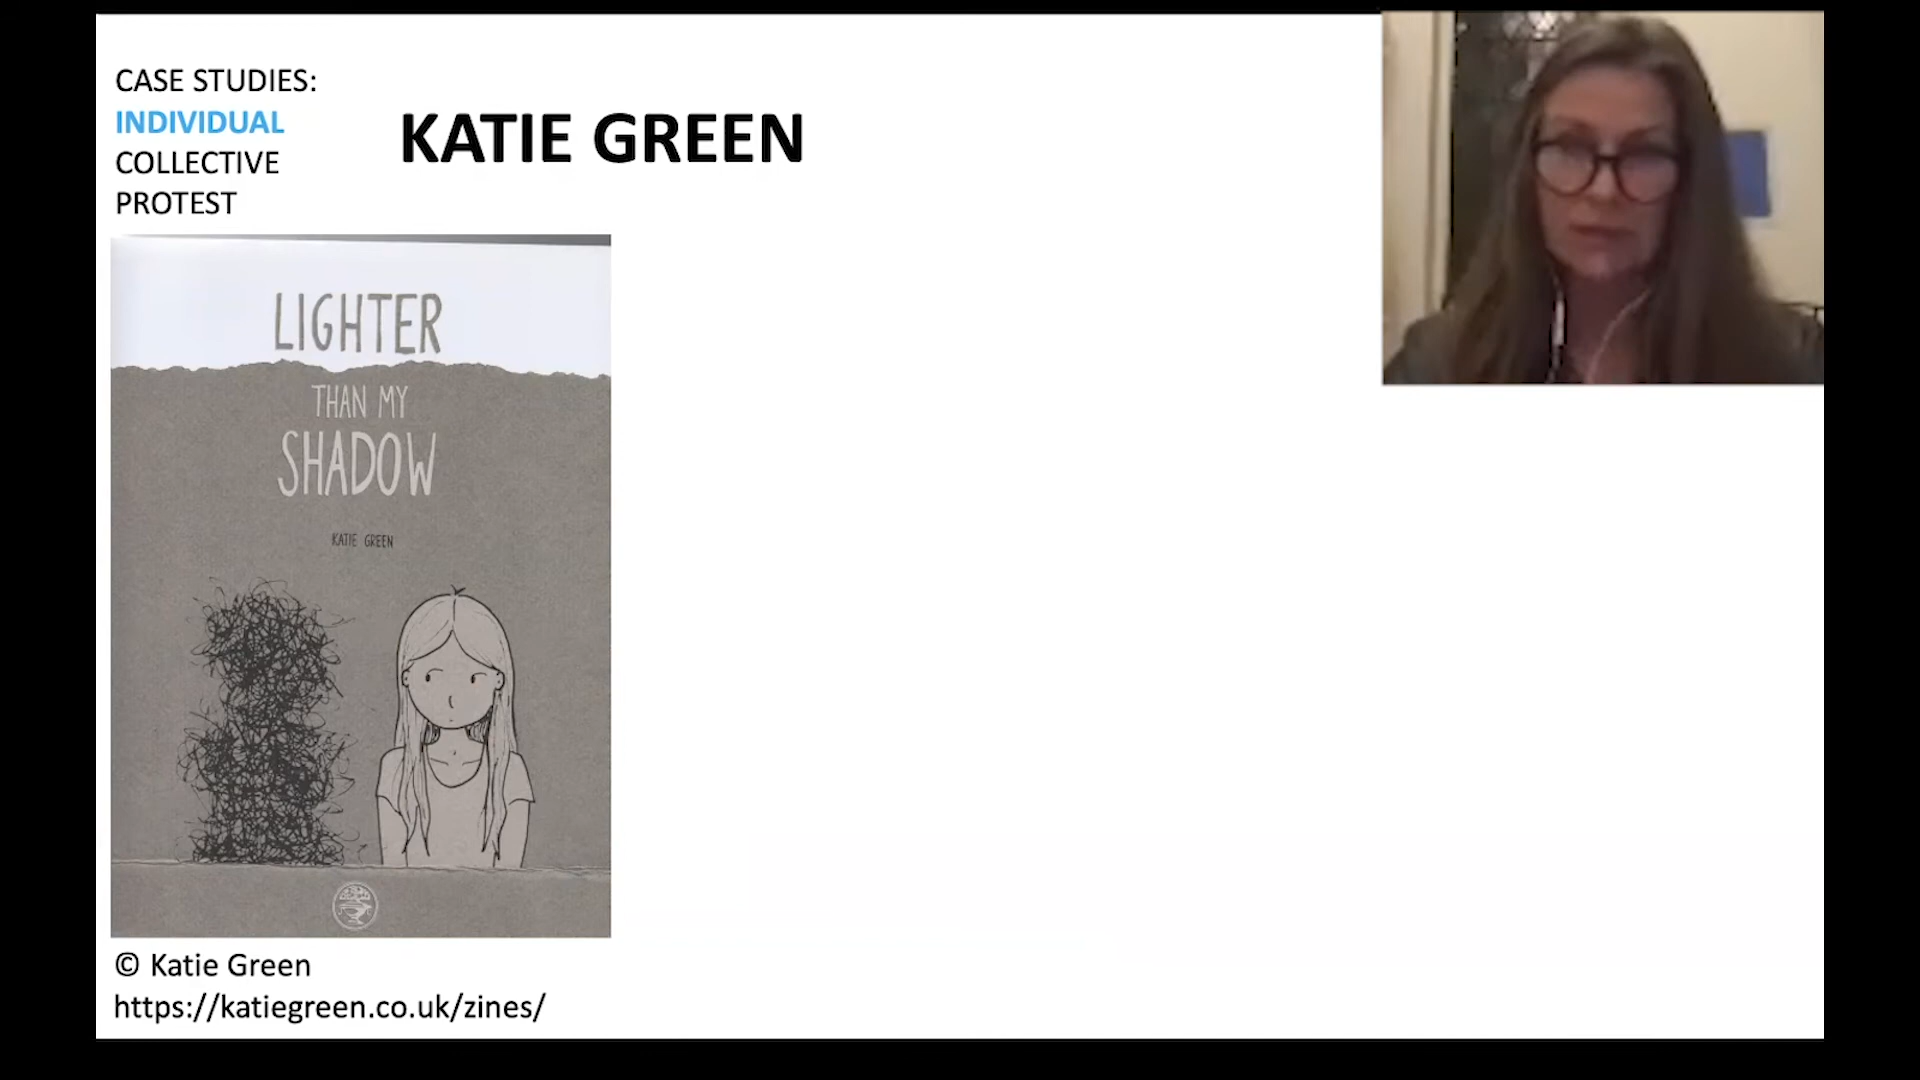 CASE STUDIES:
INDIVIDUAL
COLLECTIVE
PROTEST
KATIE GREEN
LIGHTER
THAN MY
SHADOW
KATIE GREEN
© Katie Green
https://katiegreen.co.uk/zines/